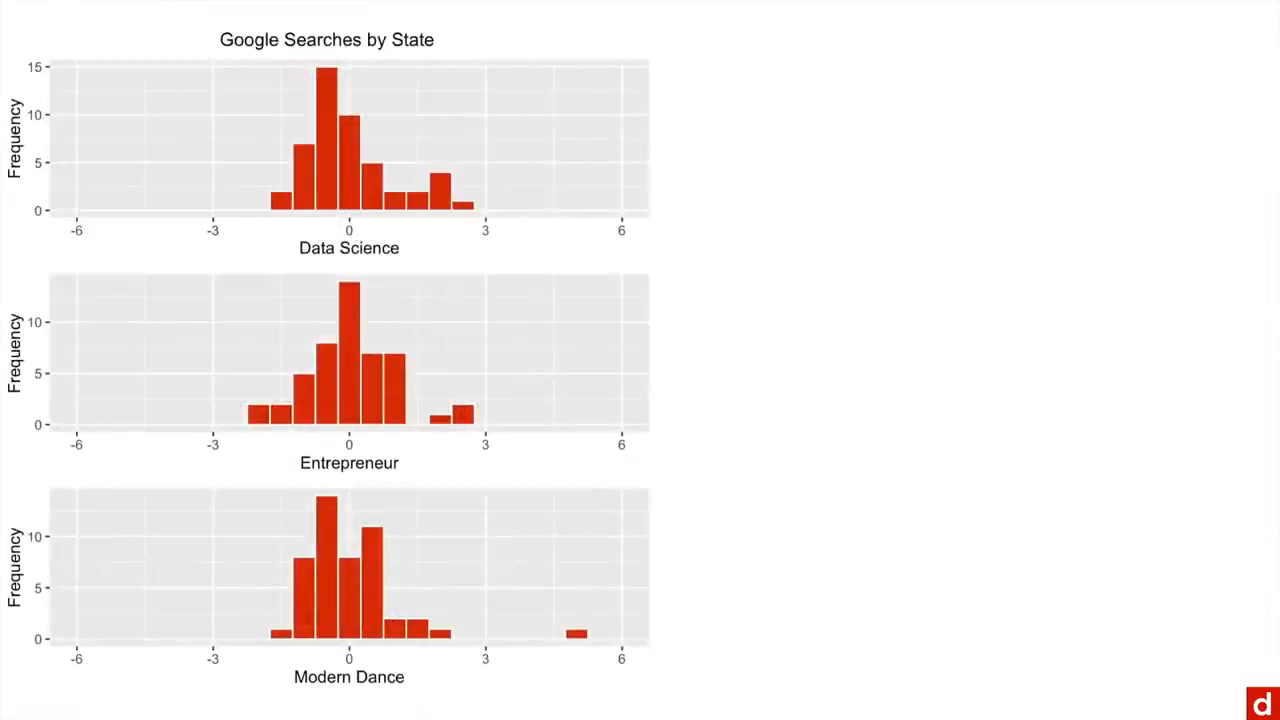 Google Searches by State
Frequency
15
10
5
0
-6 -3 0 3 6
Data Science
Frequency
10
5
0
-6 -3 0 3 6
Entrepreneur
Frequency
10
5
0
-6 -3 0 3 6
Modern Dance
d